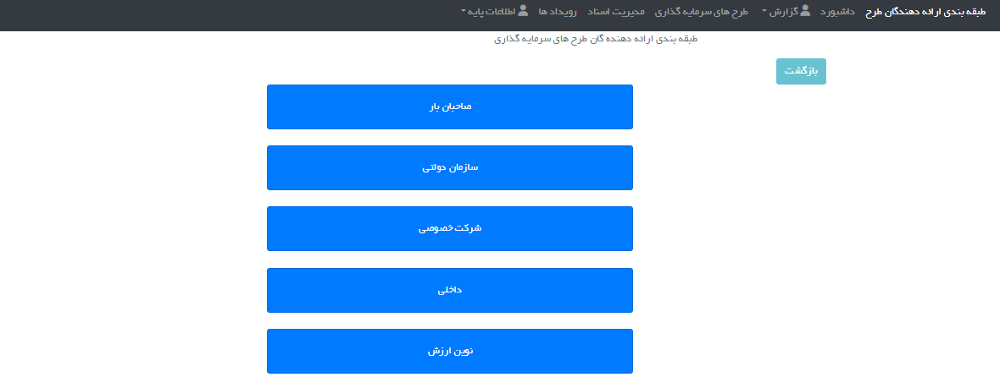 طبقه بندی ارائه دهندگان طرح داشبورد گزارش طرح های سرمایه گذاری مدیریت اسناد رویداد ها اطلاعات پایه
طبقه بندی ارائه دهنده گان طرح های سرمایه گذاری
بازگشت
صاحبان بار
سازمان دولتی
شرکت خصوصی
داخلی
نوین ارزش